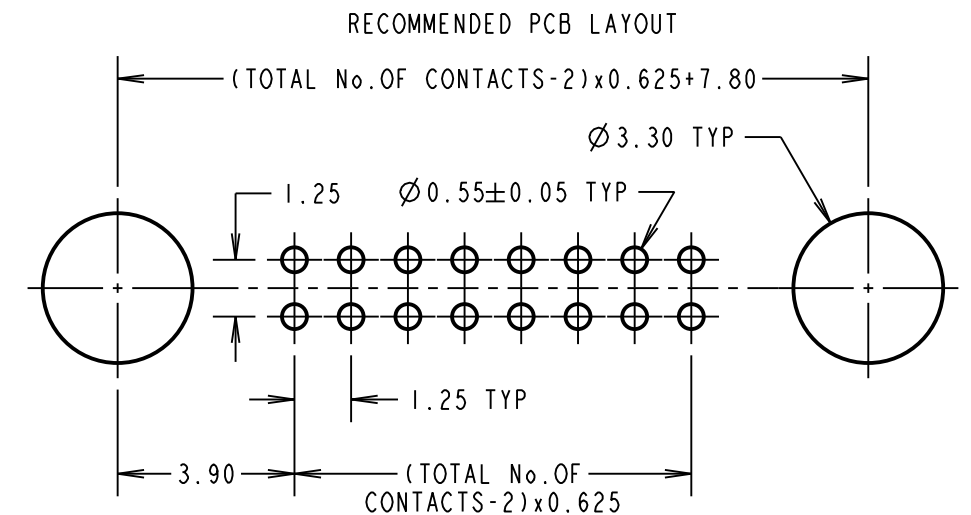 RECOMMENDED PCB LAYOUT
(TOTAL No.OF CONTACTS-2)x0.625+7.80
Ø3.30 TYP
1.25
Ø0.55±0.05 TYP
1.25 TYP
3.90
(TOTAL No.OF
CONTACTS-2)x0.625